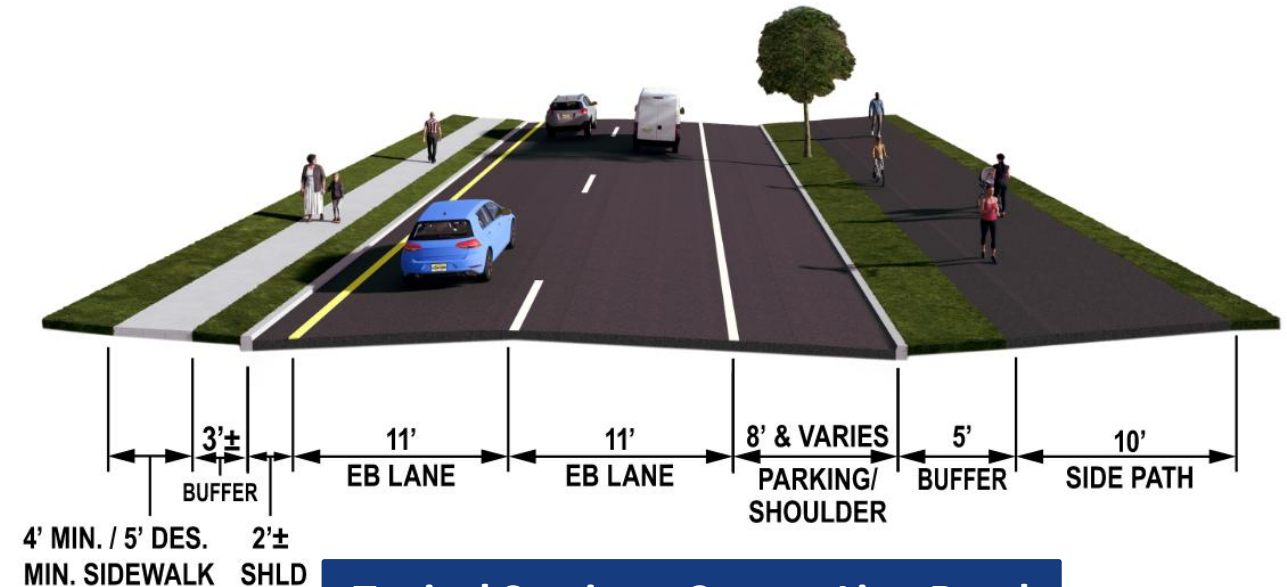 3'±
BUFFER
11'
EB LANE
11'
EB LANE
8' & VARIES
PARKING/
SHOULDER
5'
BUFFER
10'
SIDE PATH
4' MIN. / 5' DES.
MIN. SIDEWALK
2'±
SHLD